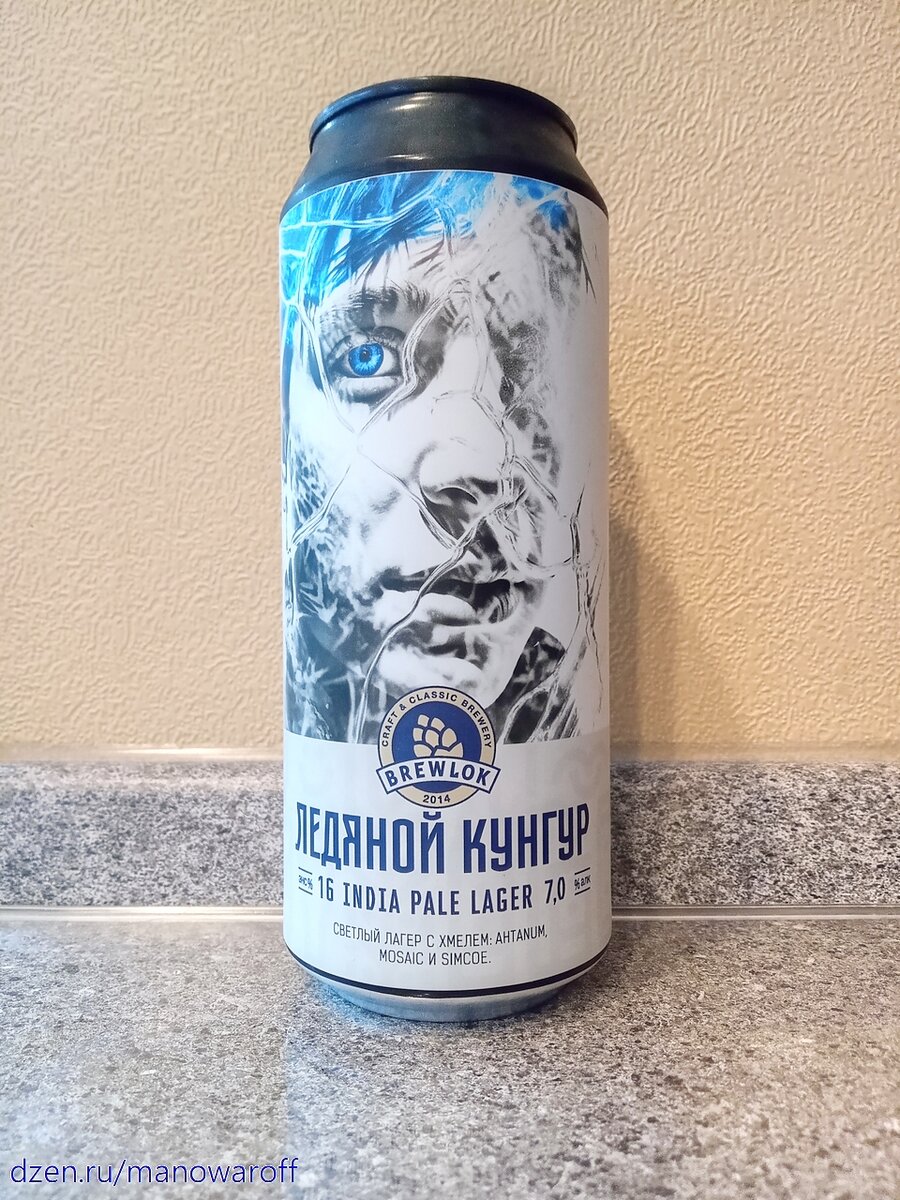 CRAFT & CLASSIC BREWERY
BREWLOK
2014
ЛЕДЯНОЙ КУНГУР
экс% 16 INDIA PALE LAGER 7,0 % алк
СВЕТЛЫЙ ЛАГЕР С ХМЕЛЕМ: AHTANUM,
MOSAIC И SIMCOE.
dzen.ru/manowaroff